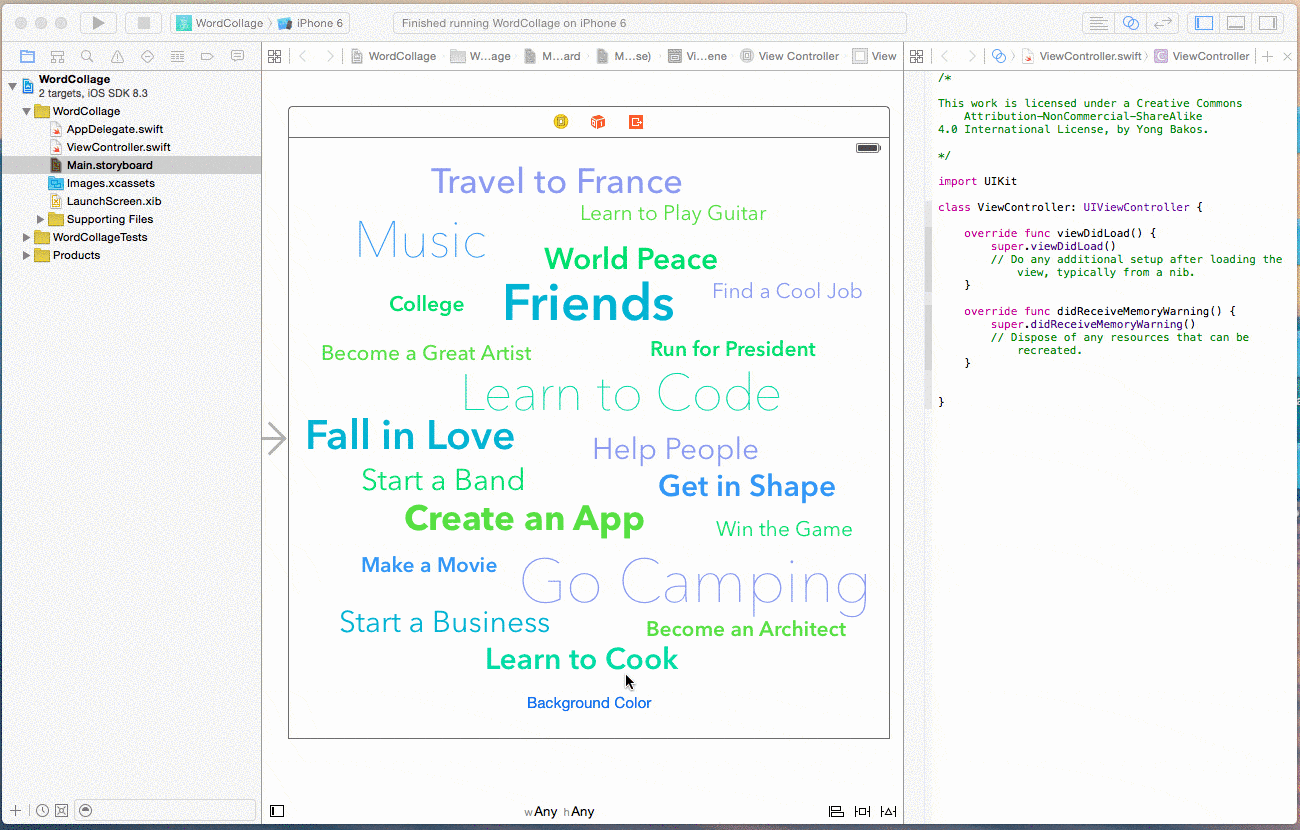 WordCollage
iPhone 6
Finished running WordCollage on iPhone 6
WordCollage
W...age
M...ard
M...se)
Vi...ene
View Controller
View
ViewController.swift
ViewController
WordCollage
2 targets, iOS SDK 8.3
WordCollage
AppDelegate.swift
ViewController.swift
Main.storyboard
Images.xcassets
LaunchScreen.xib
Supporting Files
WordCollageTests
Products
Travel to France
Learn to Play Guitar
Music
World Peace
Find a Cool Job
College
Friends
Become a Great Artist
Run for President
Learn to Code
Fall in Love
Help People
Start a Band
Get in Shape
Create an App
Win the Game
Make a Movie
Go Camping
Start a Business
Become an Architect
Learn to Cook
Background Color
wAny hAny
/*
This work is licensed under a Creative Commons
Attribution-NonCommercial-ShareAlike
4.0 International License, by Yong Bakos.
*/
import UIKit
class ViewController: UIViewController {
override func viewDidLoad() {
super.viewDidLoad()
// Do any additional setup after loading the
view, typically from a nib.
}
override func didReceiveMemoryWarning() {
super.didReceiveMemoryWarning()
// Dispose of any resources that can be
recreated.
}
}